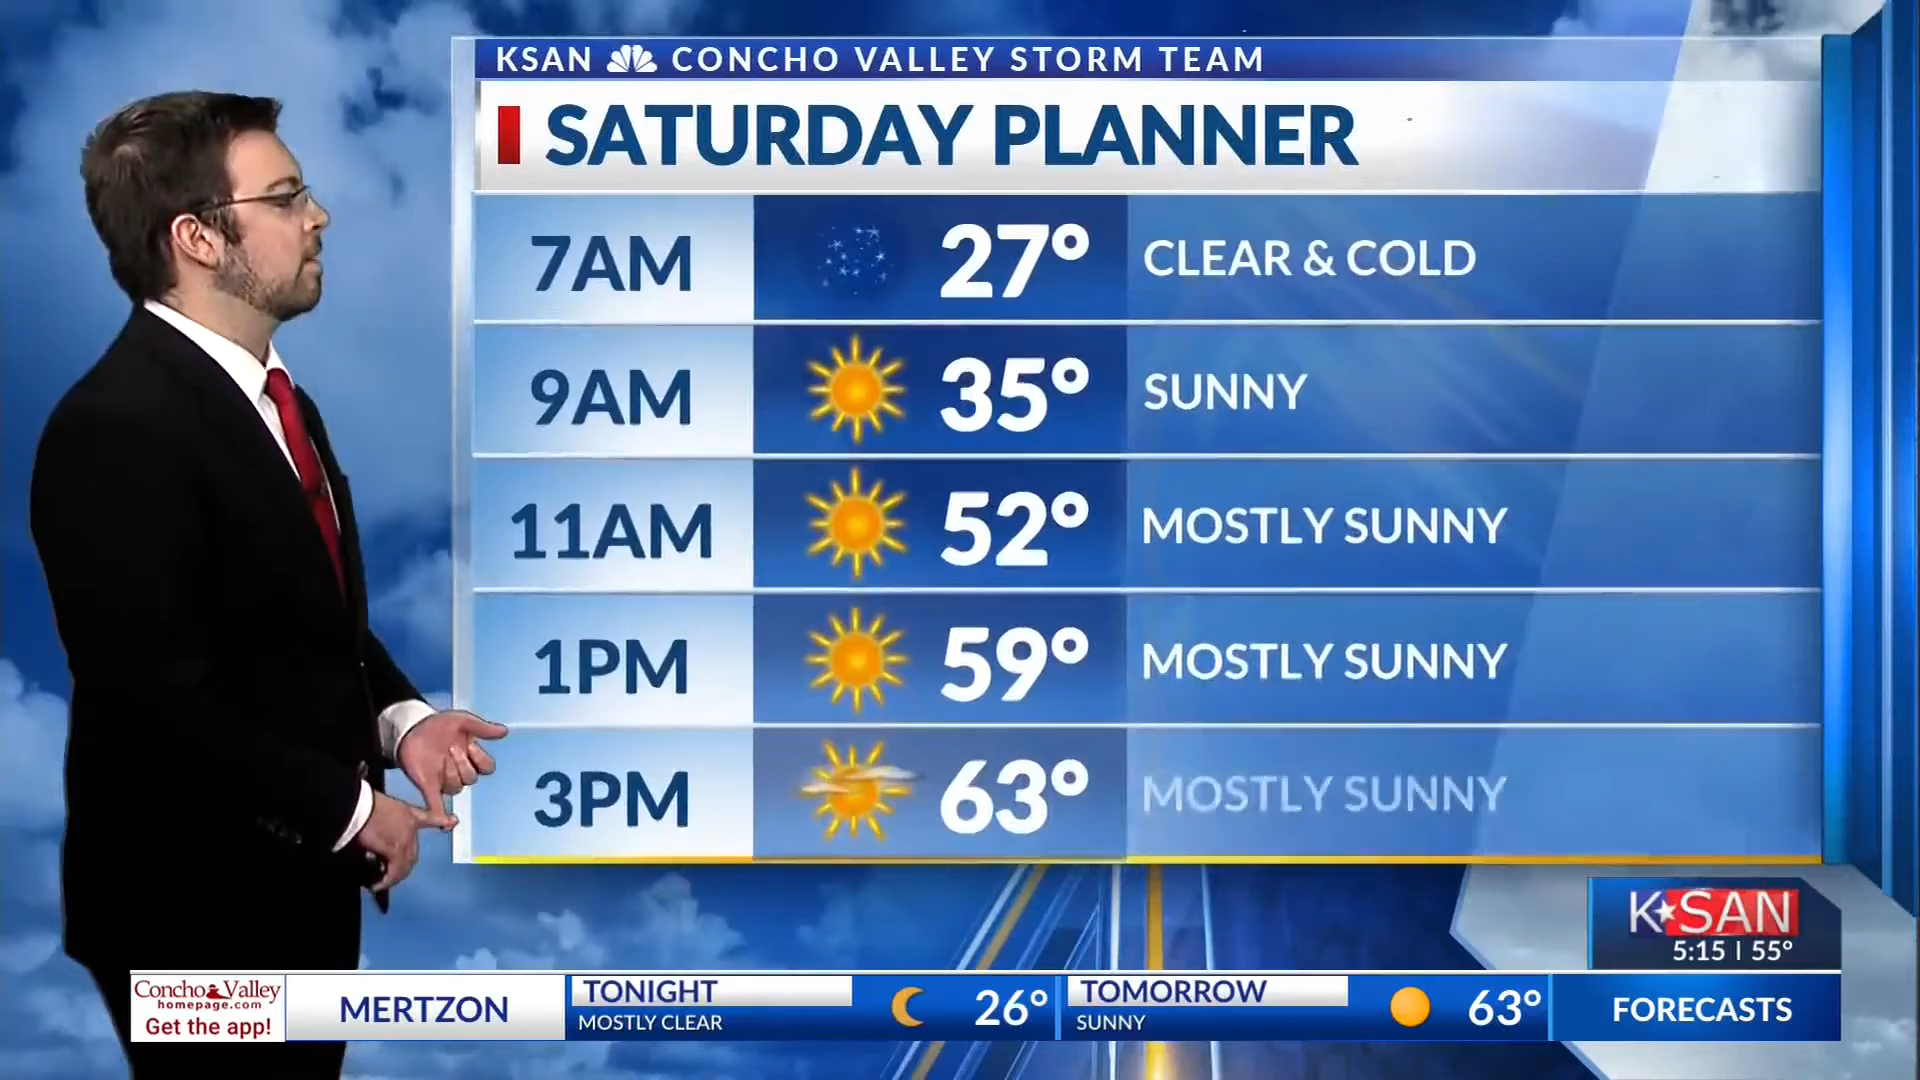 KSAN CONCHO VALLEY STORM TEAM
SATURDAY PLANNER
7AM 27° CLEAR & COLD
9AM 35° SUNNY
11AM 52° MOSTLY SUNNY
1PM 59° MOSTLY SUNNY
3PM 63° MOSTLY SUNNY
KSAN
5:15 | 55°
Concho Valley
homepage.com
Get the app!
MERTZON
TONIGHT
MOSTLY CLEAR
26°
TOMORROW
SUNNY
63°
FORECASTS